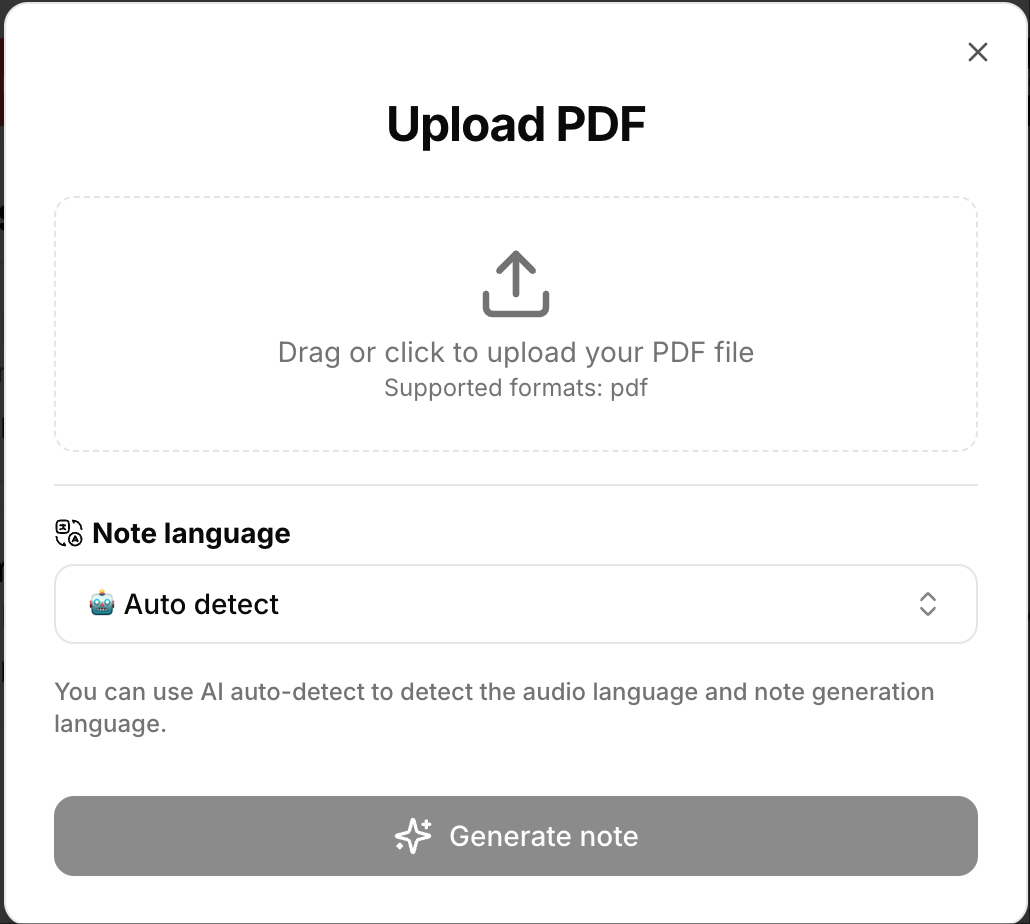 Upload PDF
Drag or click to upload your PDF file
Supported formats: pdf
Note language
Auto detect
You can use AI auto-detect to detect the audio language and note generation
language.
Generate note